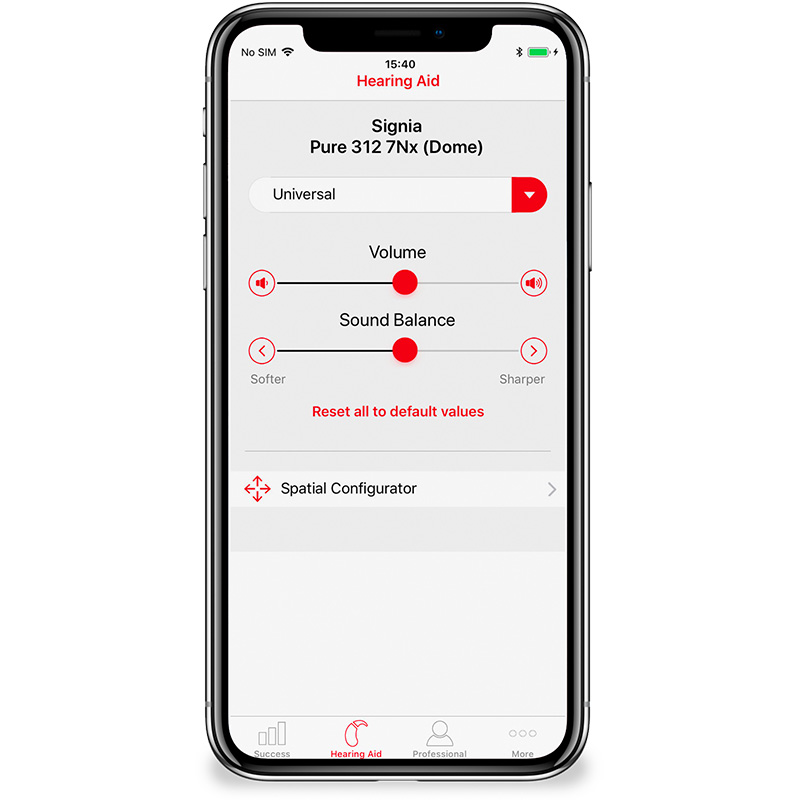 No SIM
15:40
Hearing Aid
Signia
Pure 312 7Nx (Dome)
Universal
Volume
Sound Balance
Softer Sharper
Reset all to default values
Spatial Configurator
Success Hearing Aid Professional More